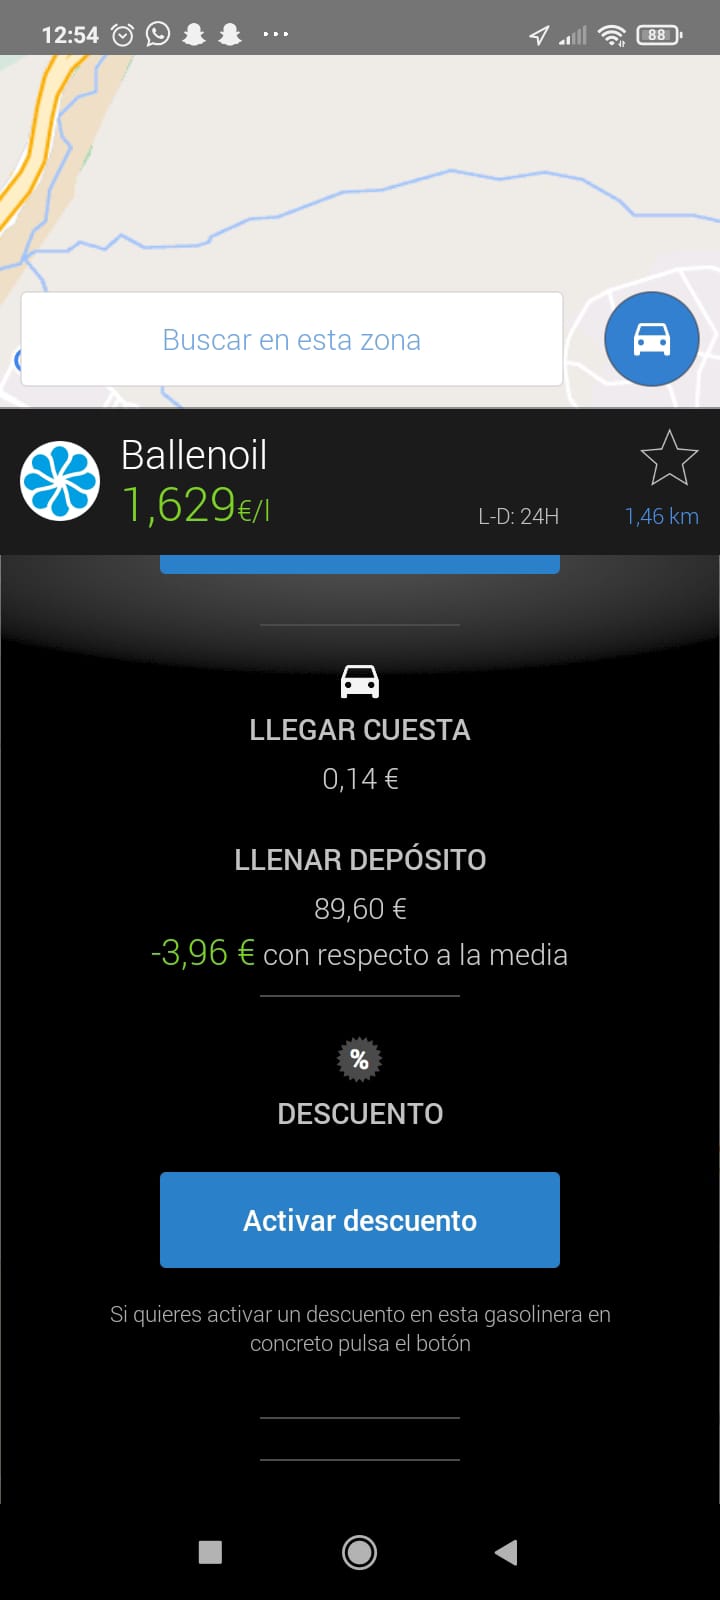 12:54
88
Buscar en esta zona
Ballenoil
1,629€/l
L-D: 24H
1,46 km
LLEGAR CUESTA
0,14 €
LLENAR DEPÓSITO
89,60 €
-3,96 € con respecto a la media
%
DESCUENTO
Activar descuento
Si quieres activar un descuento en esta gasolinera en
concreto pulsa el botón